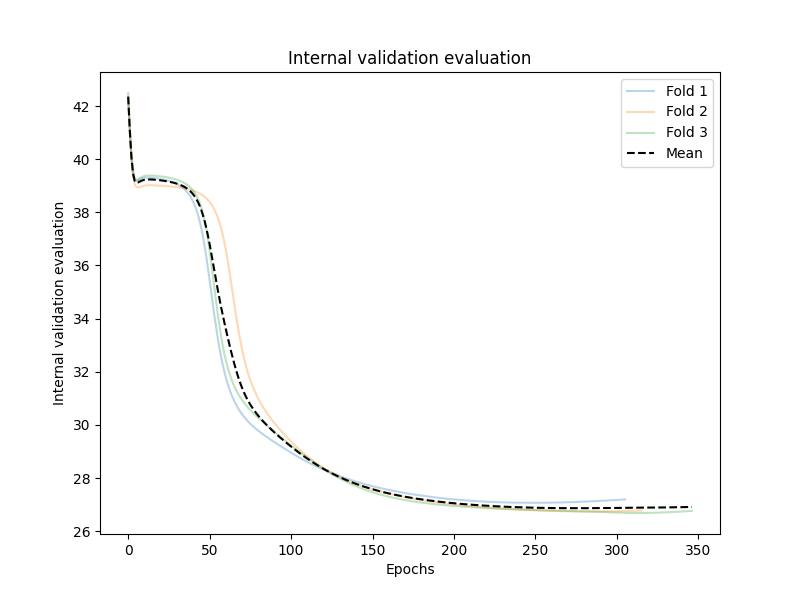 Internal validation evaluation
Fold 1
Fold 2
Fold 3
Mean
Internal validation evaluation
42
40
38
36
34
32
30
28
26
0 50 100 150 200 250 300 350
Epochs